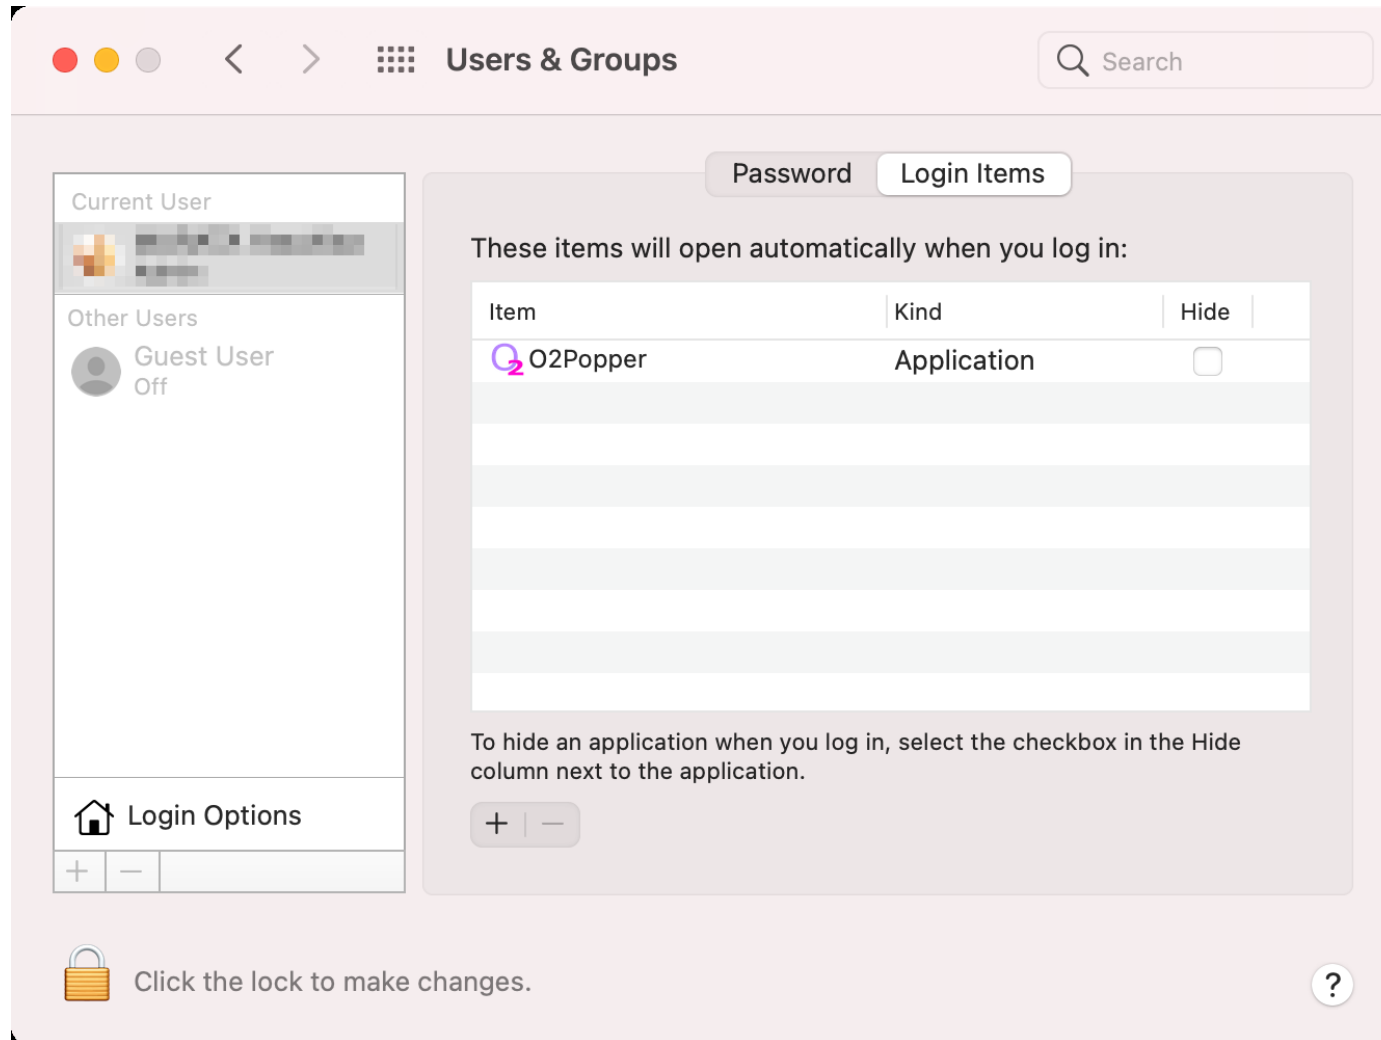 Users & Groups
Search
Current User
Other Users
Guest User
Off
Login Options
Password
Login Items
These items will open automatically when you log in:
Item Kind Hide
O2 O2Popper Application
To hide an application when you log in, select the checkbox in the Hide
column next to the application.
+ −
+ −
Click the lock to make changes.
?